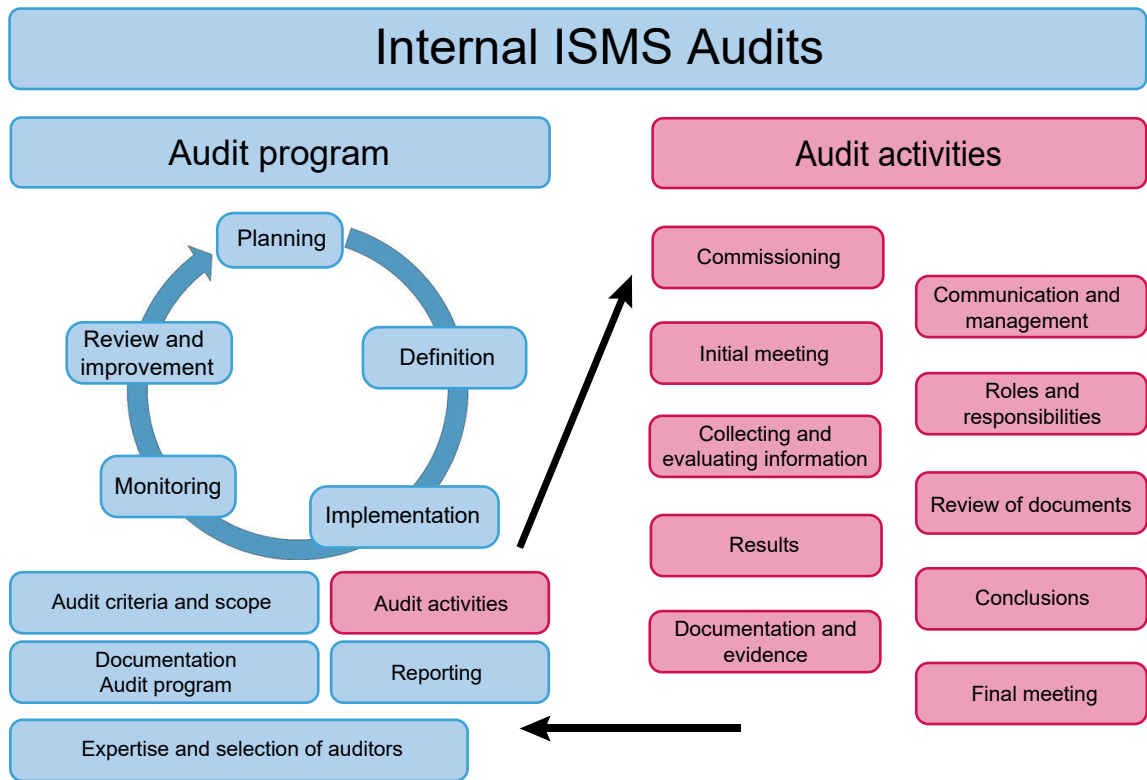 Internal ISMS Audits
Audit program
Planning
Definition
Implementation
Monitoring
Review and
improvement
Audit criteria and scope
Audit activities
Documentation
Audit program
Reporting
Expertise and selection of auditors
Audit activities
Commissioning
Communication and
management
Initial meeting
Roles and
responsibilities
Collecting and
evaluating information
Review of documents
Results
Conclusions
Documentation and
evidence
Final meeting